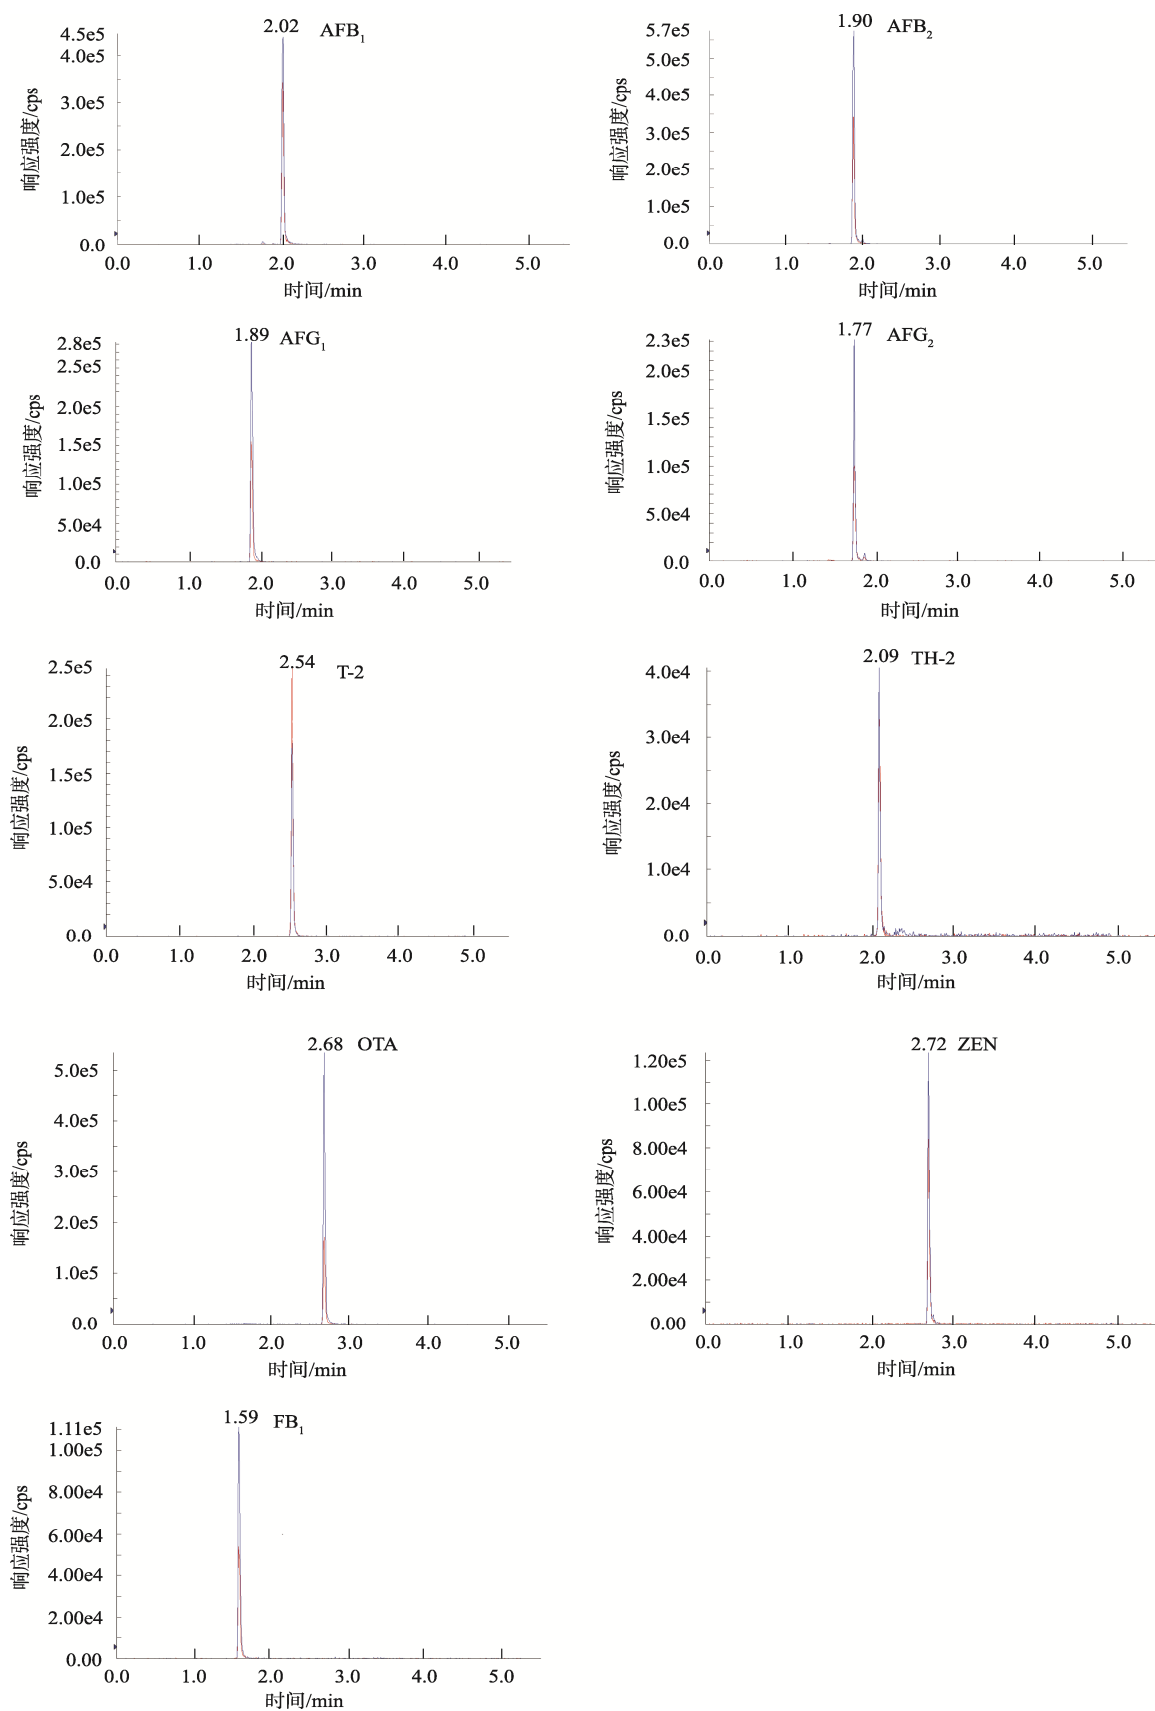 2.02 AFB₁
4.5e5
4.0e5
3.0e5
2.0e5
1.0e5
0.0
响应强度/cps
0.0 1.0 2.0 3.0 4.0 5.0
时间/min
1.90 AFB₂
5.7e5
5.0e5
4.0e5
3.0e5
2.0e5
1.0e5
0.0
响应强度/cps
0.0 1.0 2.0 3.0 4.0 5.0
时间/min
1.89 AFG₁
2.8e5
2.5e5
2.0e5
1.5e5
1.0e5
5.0e4
0.0
响应强度/cps
0.0 1.0 2.0 3.0 4.0 5.0
时间/min
1.77 AFG₂
2.3e5
2.0e5
1.5e5
1.0e5
5.0e4
0.0
响应强度/cps
0.0 1.0 2.0 3.0 4.0 5.0
时间/min
2.54 T-2
2.5e5
2.0e5
1.5e5
1.0e5
5.0e4
0.0
响应强度/cps
0.0 1.0 2.0 3.0 4.0 5.0
时间/min
2.09 TH-2
4.0e4
3.0e4
2.0e4
1.0e4
0.0
响应强度/cps
0.0 1.0 2.0 3.0 4.0 5.0
时间/min
2.68 OTA
5.0e5
4.0e5
3.0e5
2.0e5
1.0e5
0.0
响应强度/cps
0.0 1.0 2.0 3.0 4.0 5.0
时间/min
2.72 ZEN
1.20e5
1.00e5
8.00e4
6.00e4
4.00e4
2.00e4
0.00
响应强度/cps
0.0 1.0 2.0 3.0 4.0 5.0
时间/min
1.59 FB₁
1.11e5
1.00e5
8.00e4
6.00e4
4.00e4
2.00e4
0.00
响应强度/cps
0.0 1.0 2.0 3.0 4.0 5.0
时间/min